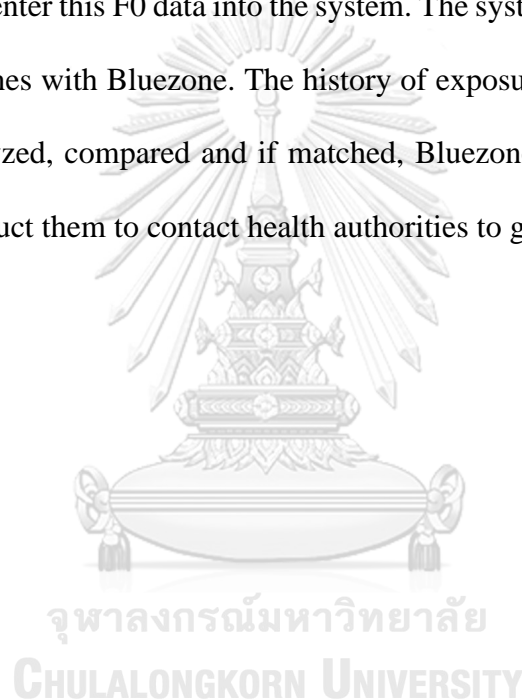 enter this F0 data into the system. The syst
nes with Bluezone. The history of exposu
yzed, compared and if matched, Bluezon
uct them to contact health authorities to g
จุฬาลงกรณ์มหาวิทยาลัย
CHULALONGKORN UNIVERSITY